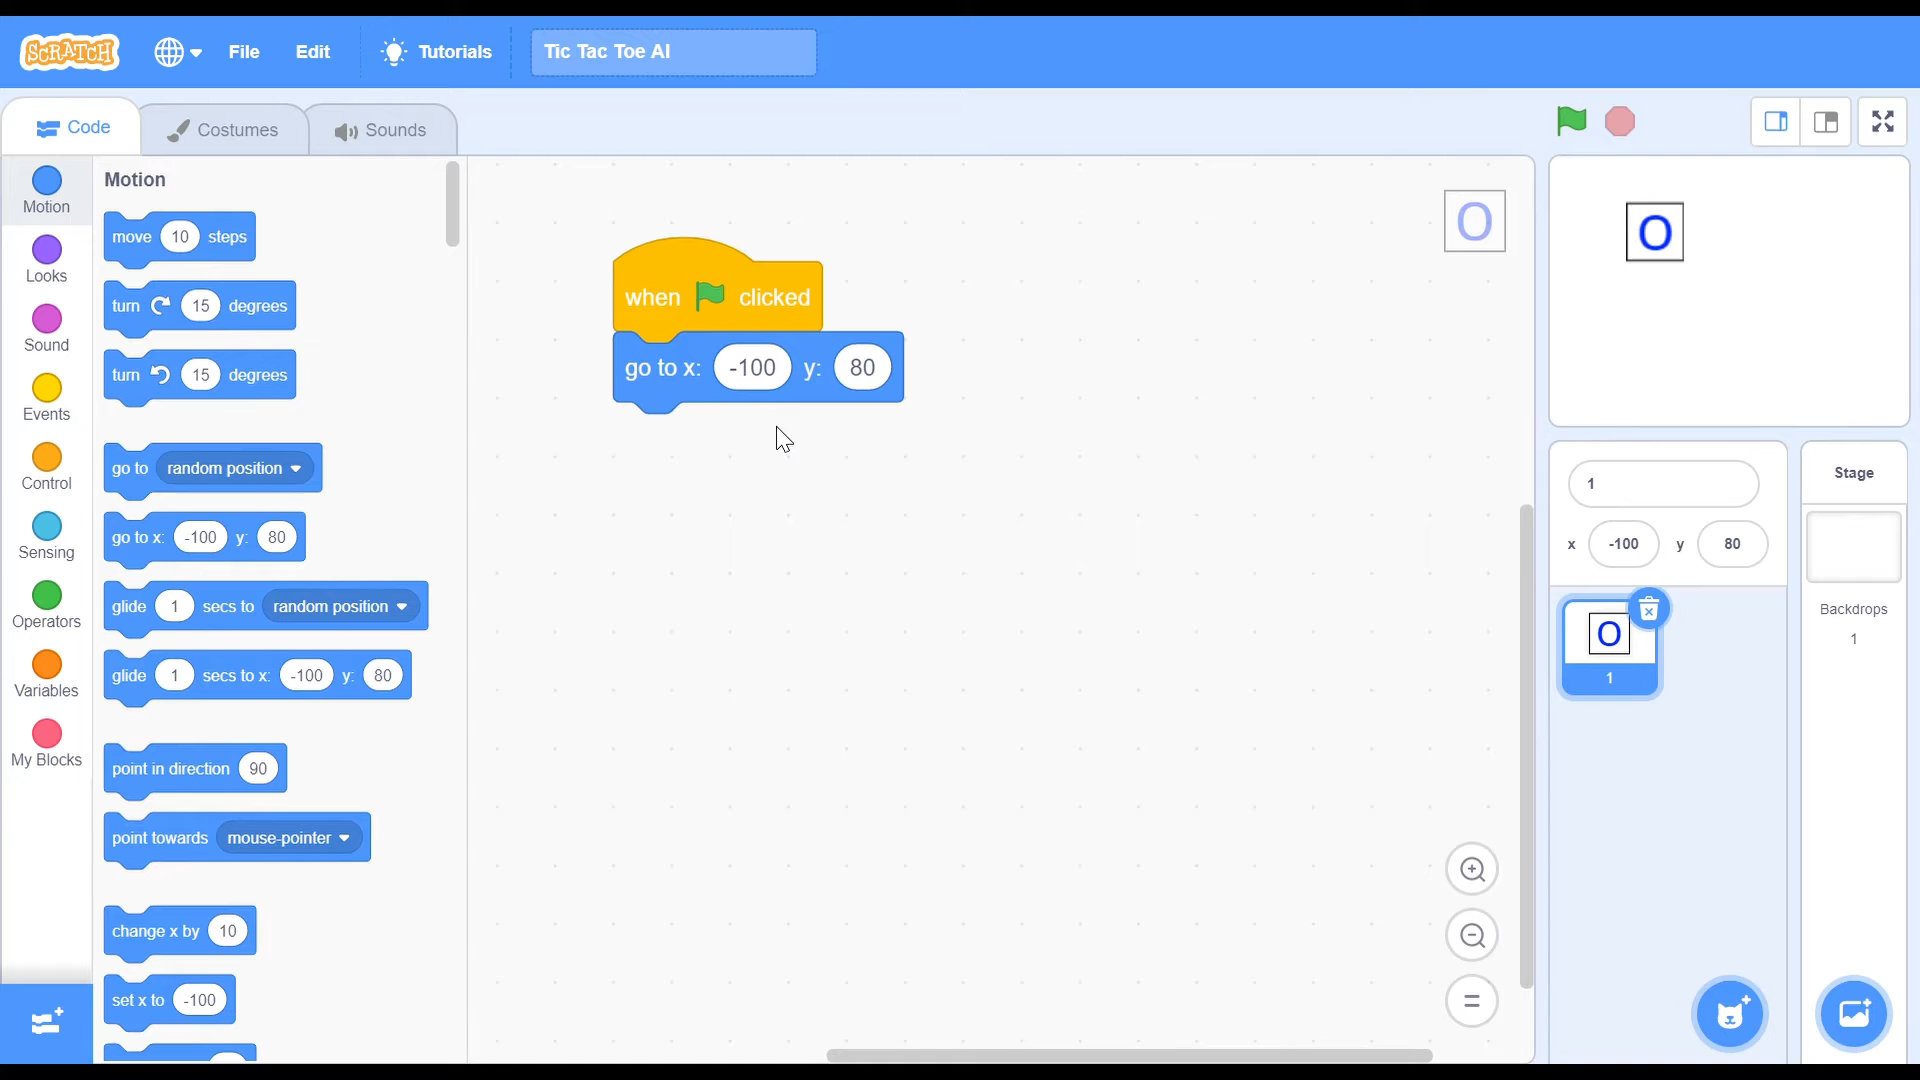 SCRATCH File Edit Tutorials Tic Tac Toe AI
Code Costumes Sounds
Motion
Looks
Sound
Events
Control
Sensing
Operators
Variables
My Blocks
Motion
move 10 steps
turn 15 degrees
turn 15 degrees
go to random position
go to x: -100 y: 80
glide 1 secs to random position
glide 1 secs to x: -100 y: 80
point in direction 90
point towards mouse-pointer
change x by 10
set x to -100
when clicked
go to x: -100 y: 80
O
O
1
x -100 y 80
O
1
Stage
Backdrops
1